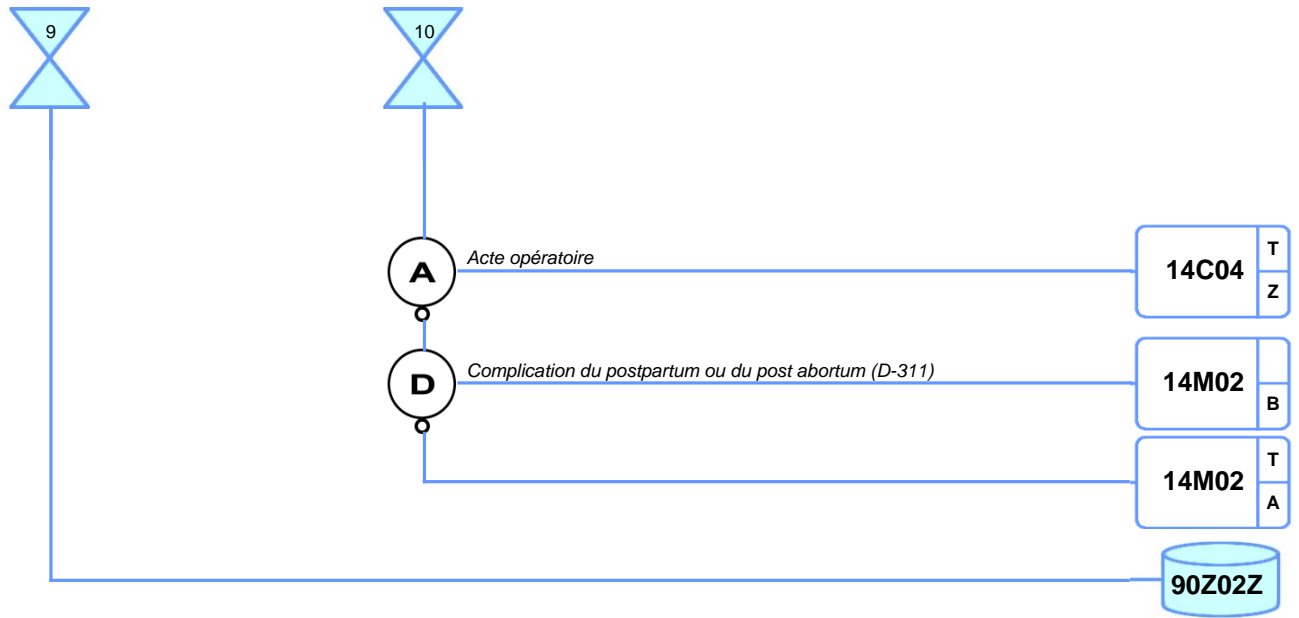 9
10
A
Acte opératoire
14C04
T
Z
D
Complication du postpartum ou du post abortum (D-311)
14M02
B
14M02
T
A
90Z02Z